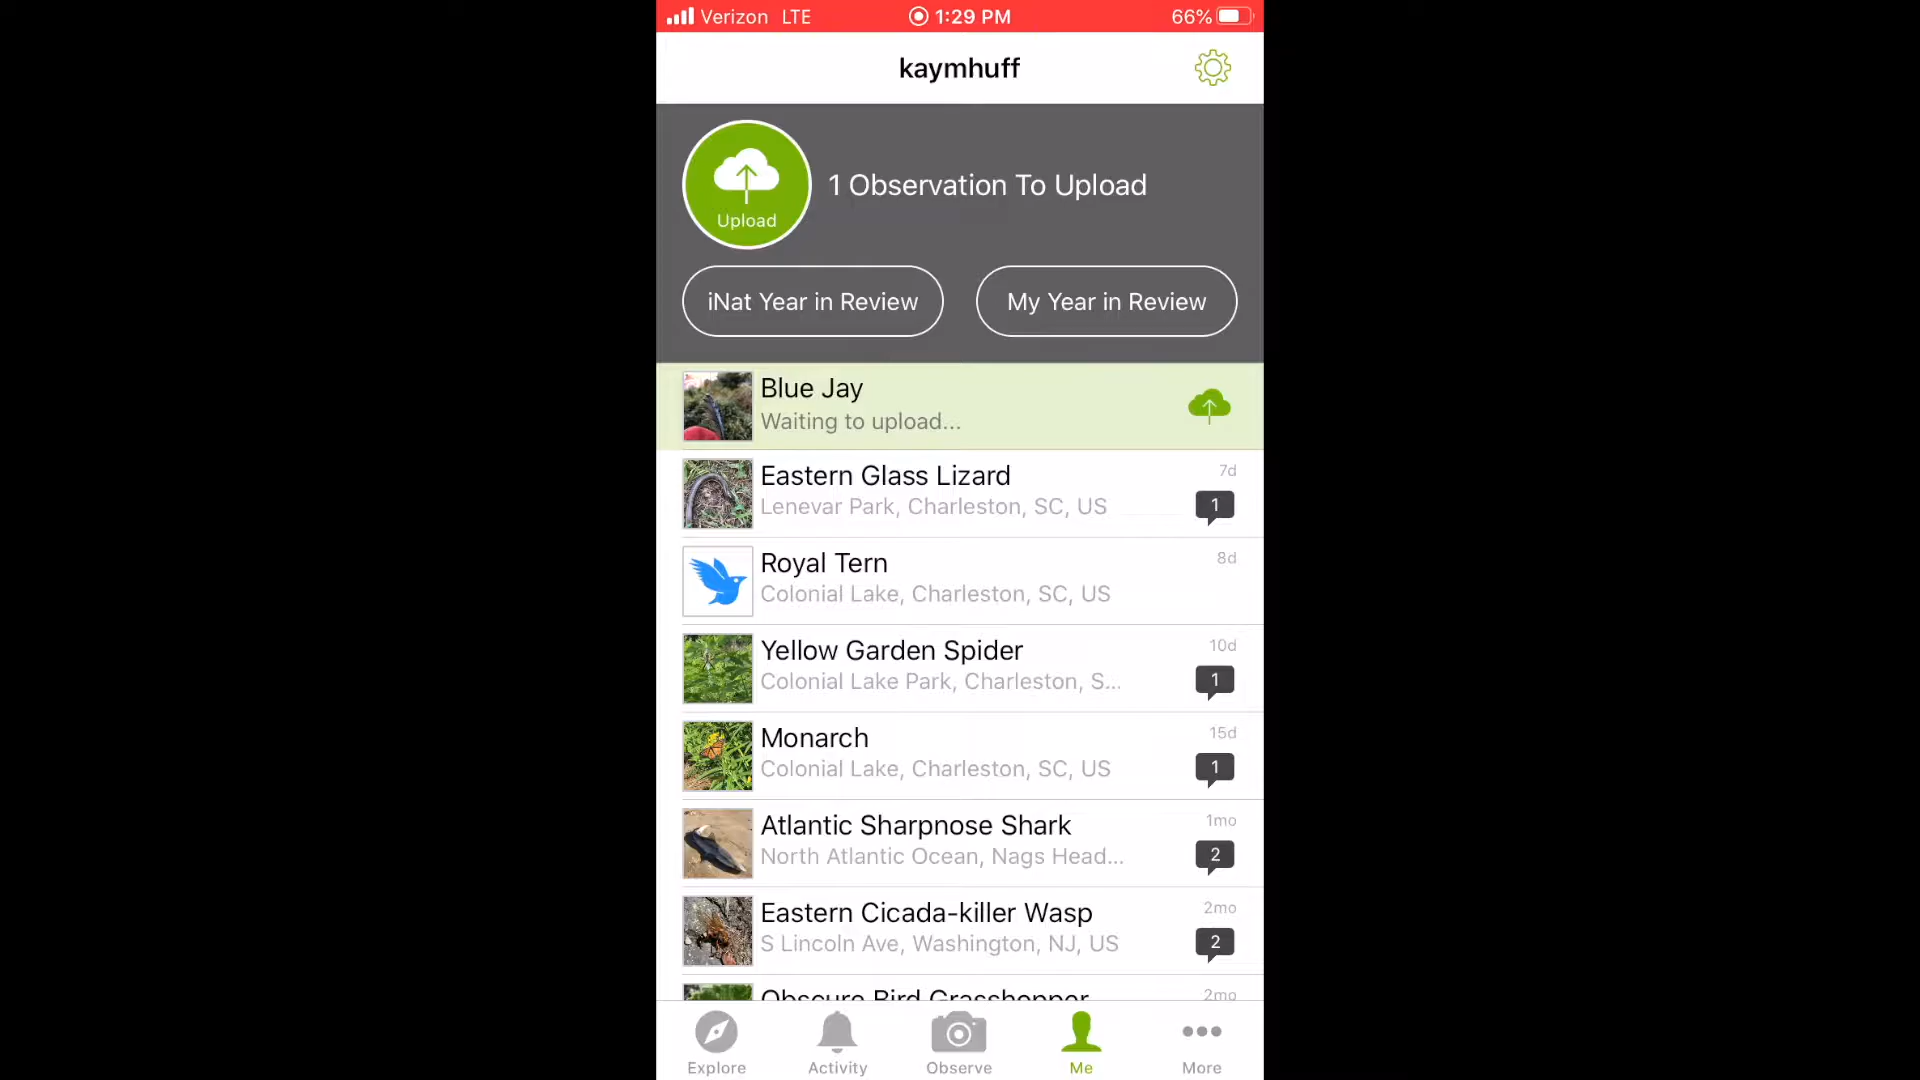 Verizon LTE 1:29 PM 66%
kaymhuff
Upload
1 Observation To Upload
iNat Year in Review
My Year in Review
Blue Jay
Waiting to upload...
Eastern Glass Lizard 7d
Lenevar Park, Charleston, SC, US 1
Royal Tern 8d
Colonial Lake, Charleston, SC, US
Yellow Garden Spider 10d
Colonial Lake Park, Charleston, S... 1
Monarch 15d
Colonial Lake, Charleston, SC, US 1
Atlantic Sharpnose Shark 1mo
North Atlantic Ocean, Nags Head... 2
Eastern Cicada-killer Wasp 2mo
S Lincoln Ave, Washington, NJ, US 2
Obscure Bird Grasshopper 2mo
Explore Activity Observe Me More